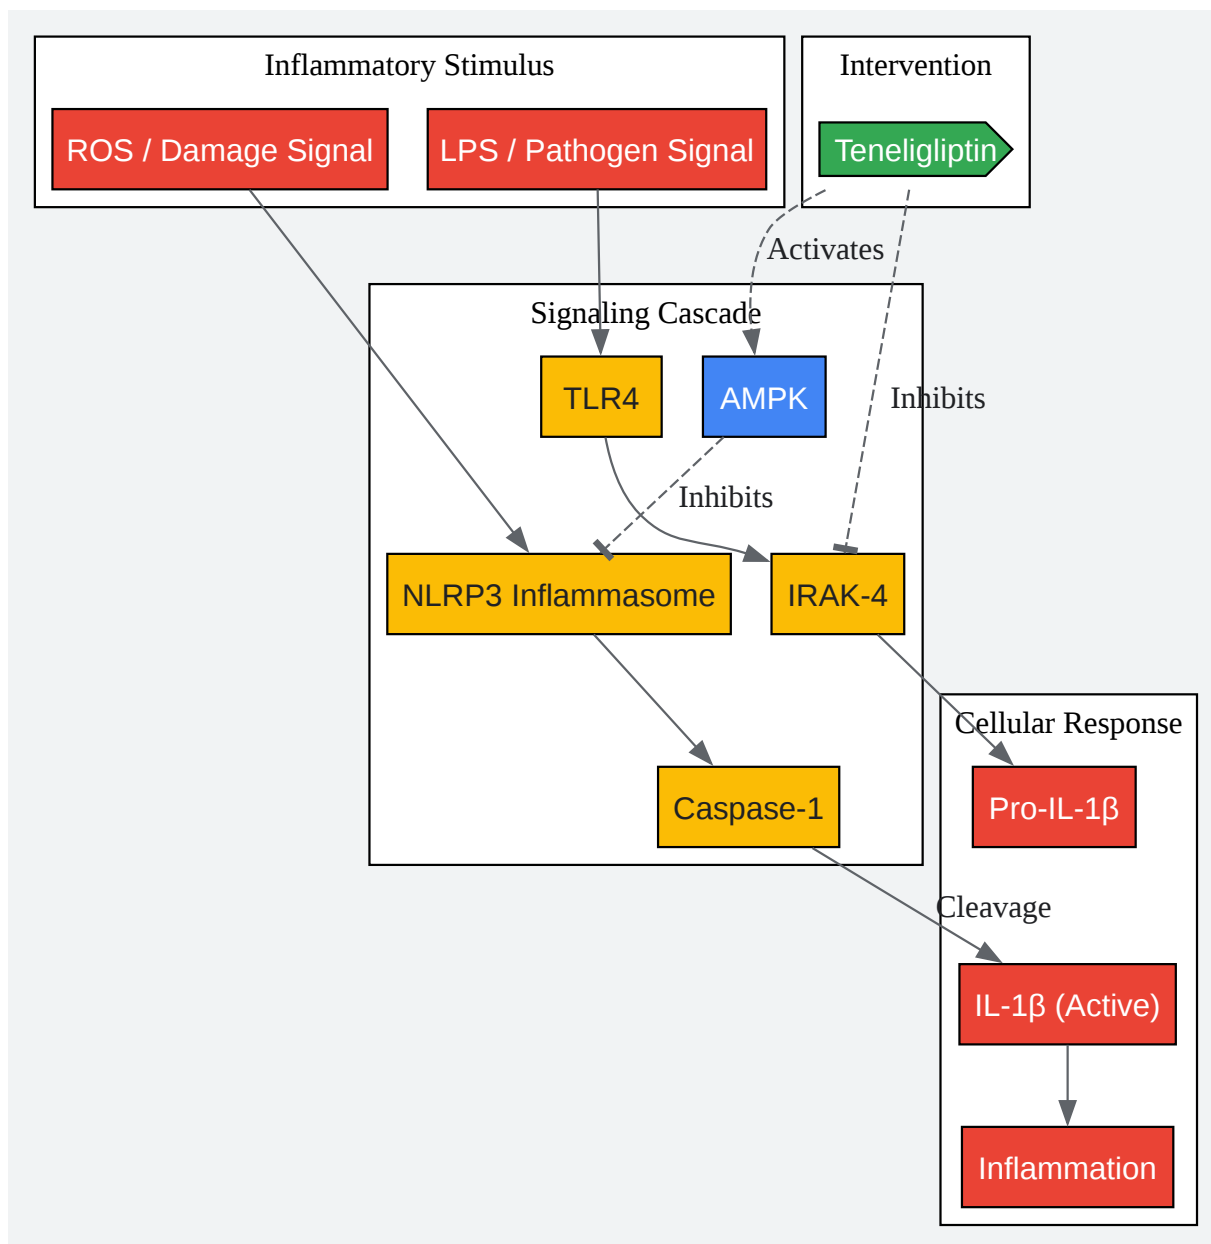 Inflammatory Stimulus
Intervention
ROS / Damage Signal
LPS / Pathogen Signal
Teneligliptin
Activates
Signaling Cascade
TLR4
AMPK
Inhibits
Inhibits
NLRP3 Inflammasome
IRAK-4
Cellular Response
Caspase-1
Pro-IL-1β
Cleavage
IL-1β (Active)
Inflammation